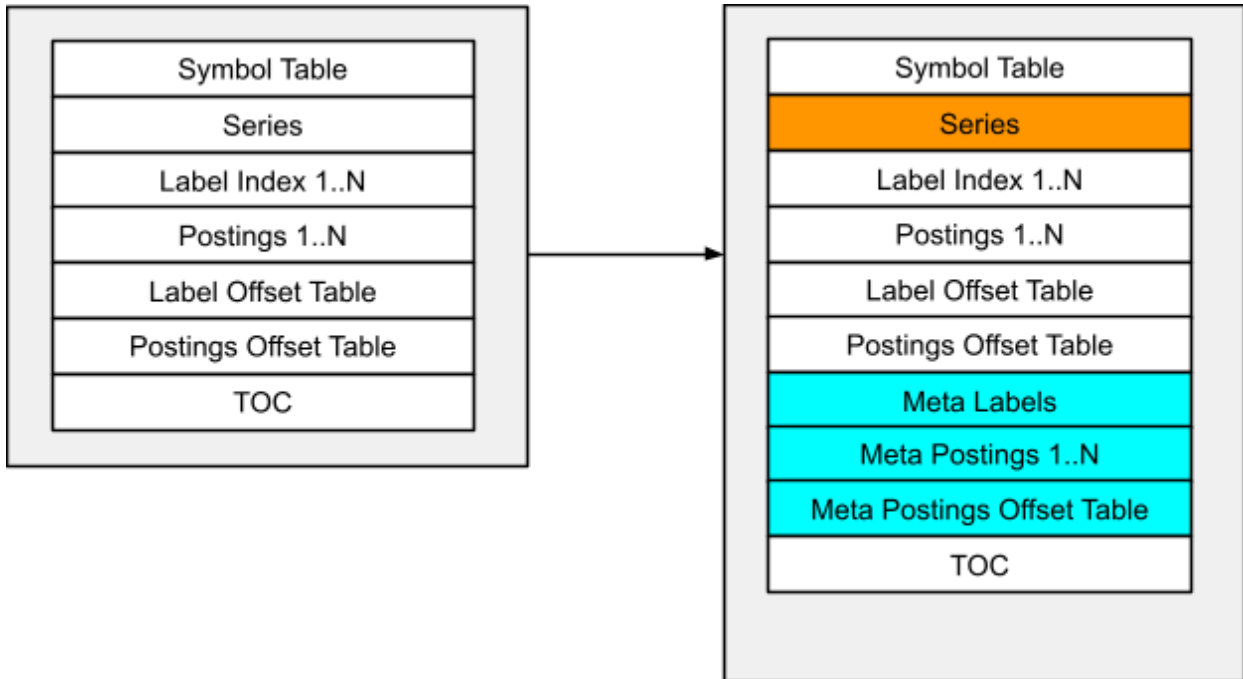 Symbol Table
Series
Label Index 1..N
Postings 1..N
Label Offset Table
Postings Offset Table
TOC
Symbol Table
Series
Label Index 1..N
Postings 1..N
Label Offset Table
Postings Offset Table
Meta Labels
Meta Postings 1..N
Meta Postings Offset Table
TOC